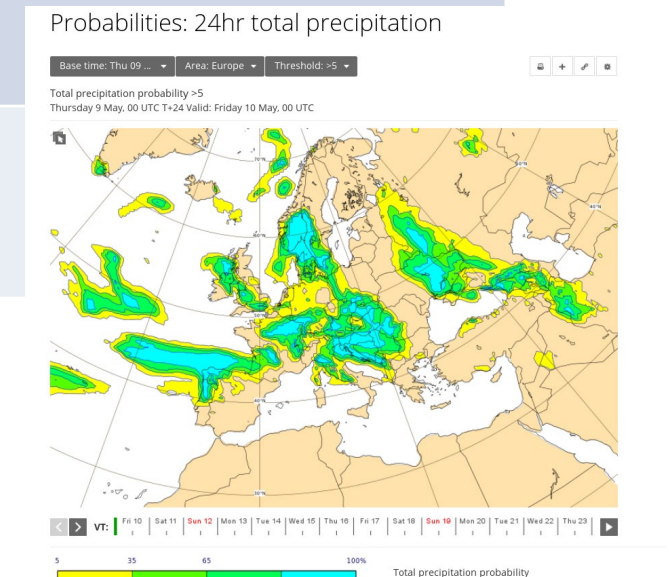 Probabilities: 24hr total precipitation
Base time: Thu 09 ... Area: Europe Threshold: >5
Total precipitation probability >5
Thursday 9 May, 00 UTC T+24 Valid: Friday 10 May, 00 UTC
VT: Fri 10 Sat 11 Sun 12 Mon 13 Tue 14 Wed 15 Thu 16 Fri 17 Sat 18 Sun 19 Mon 20 Tue 21 Wed 22 Thu 23
5 35 65 100%
Total precipitation probability